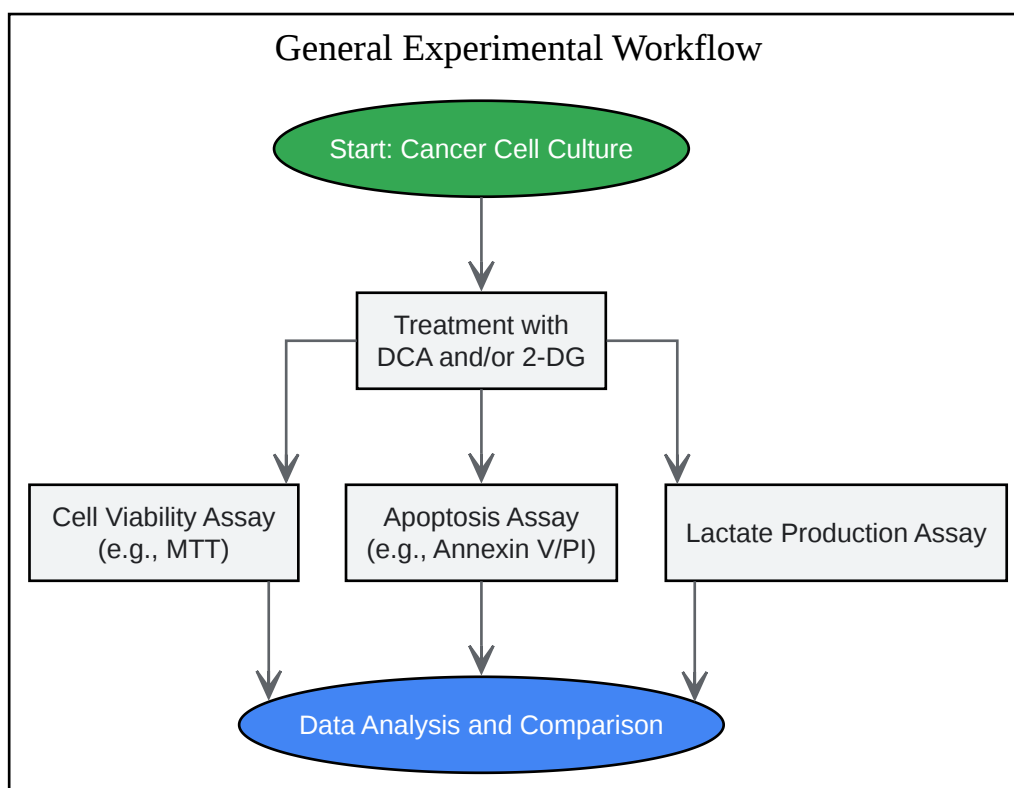 General Experimental Workflow
Start: Cancer Cell Culture
Treatment with
DCA and/or 2-DG
Cell Viability Assay
(e.g., MTT)
Apoptosis Assay
(e.g., Annexin V/PI)
Lactate Production Assay
Data Analysis and Comparison